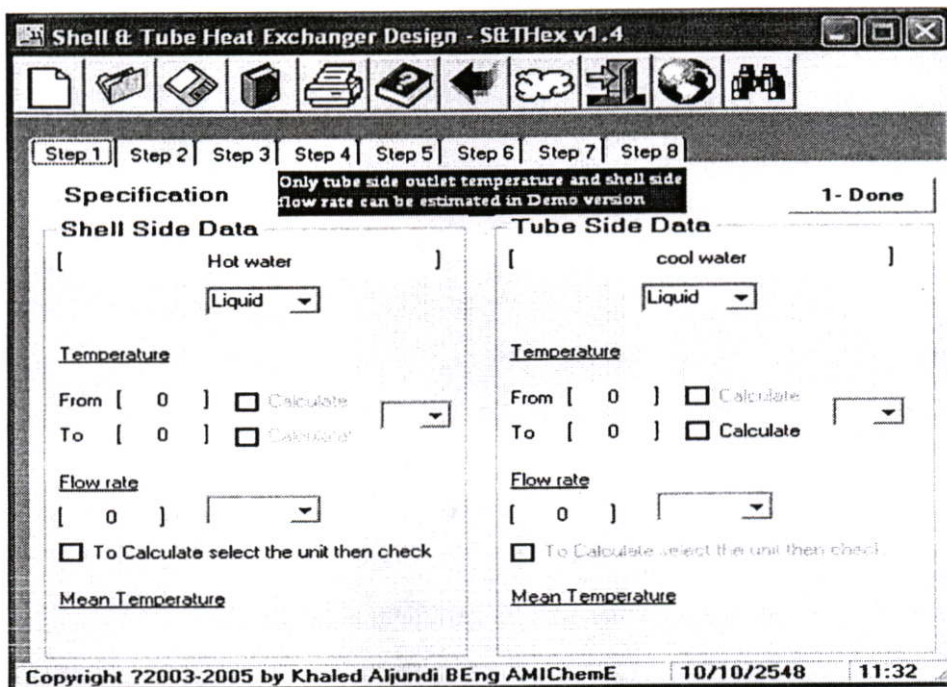 Shell & Tube Heat Exchanger Design - S&THex v1.4
Step 1 Step 2 Step 3 Step 4 Step 5 Step 6 Step 7 Step 8
Only tube side outlet temperature and shell side
flow rate can be estimated in Demo version
Specification
1- Done
Shell Side Data
[ Hot water ]
Liquid
Temperature
From [ 0 ] Calculate
To [ 0 ] Calculate
Flow rate
[ 0 ]
To Calculate select the unit then check
Mean Temperature
Tube Side Data
[ cool water ]
Liquid
Temperature
From [ 0 ] Calculate
To [ 0 ] Calculate
Flow rate
[ 0 ]
To Calculate select the unit then check
Mean Temperature
Copyright ?2003-2005 by Khaled Aljundi BEng AMIChemE 10/10/2548 11:32